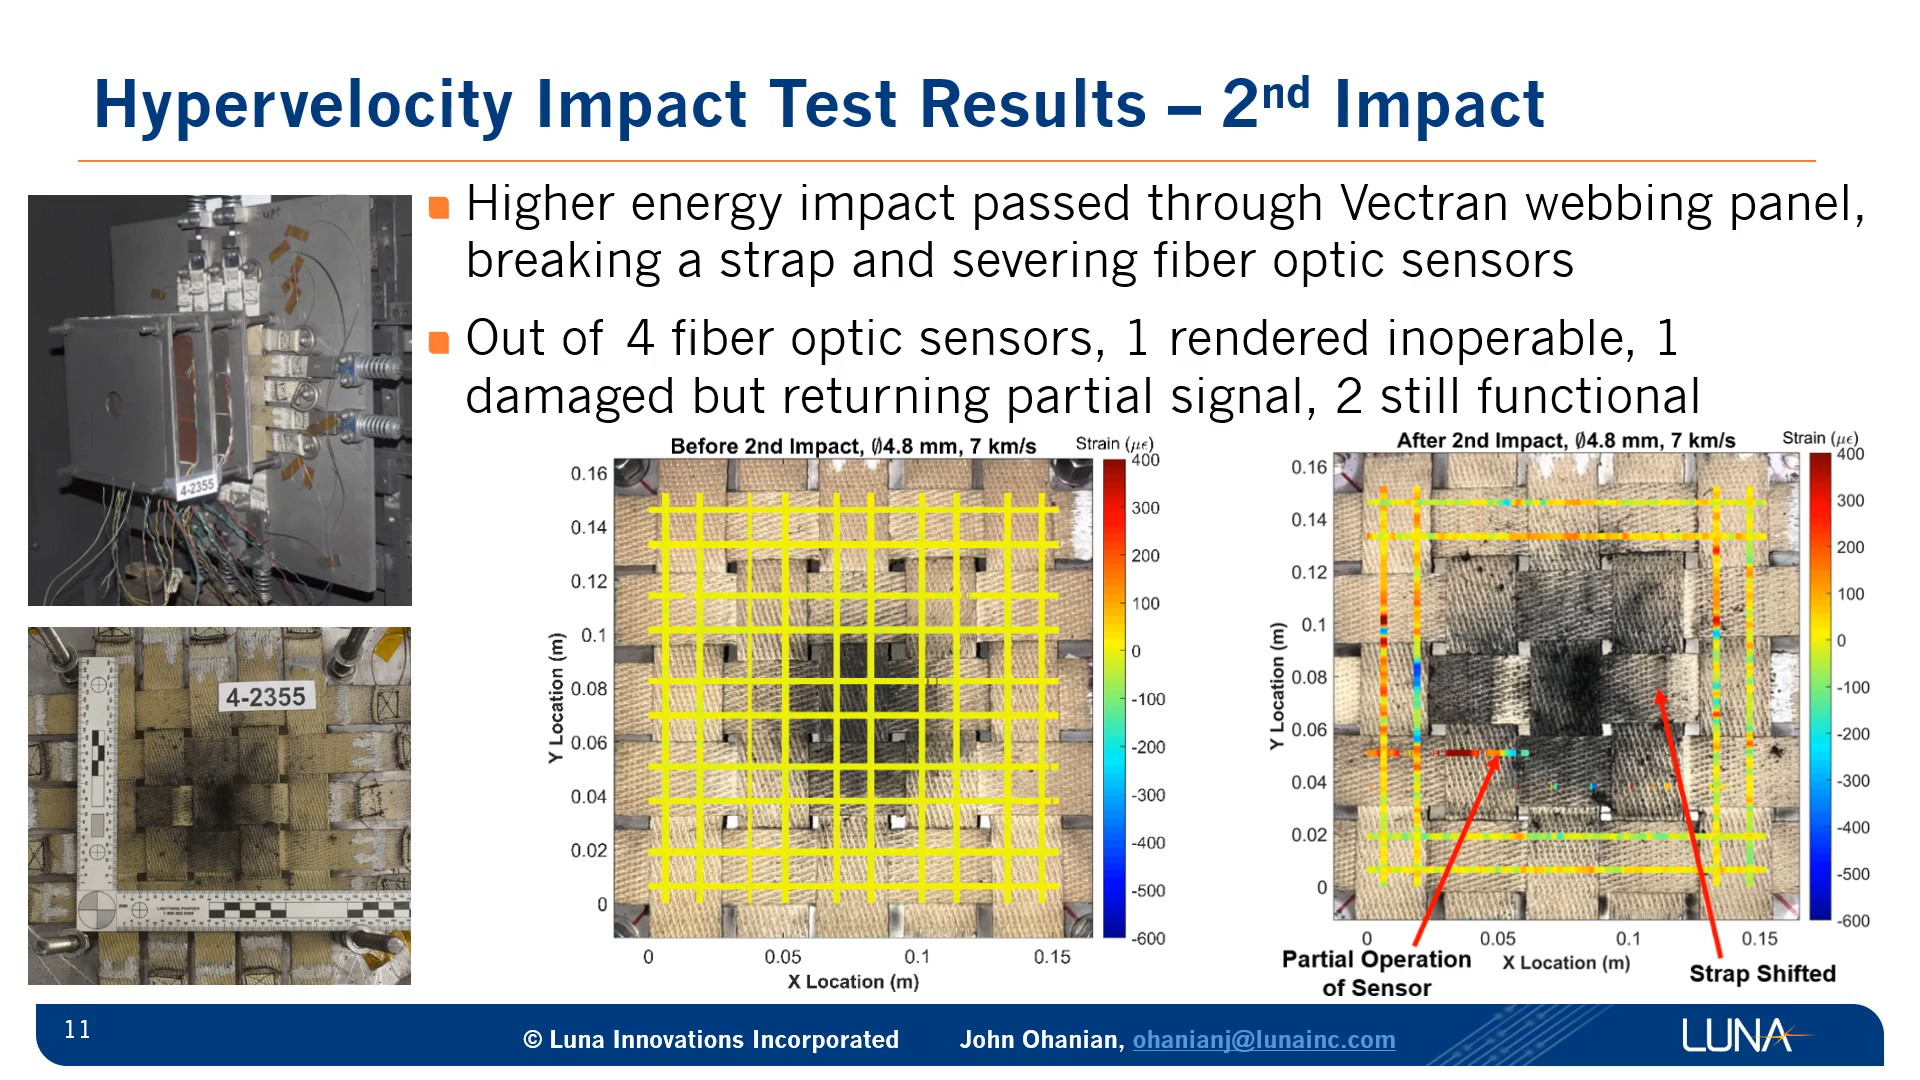 Hypervelocity Impact Test Results – 2nd Impact
Higher energy impact passed through Vectran webbing panel,
breaking a strap and severing fiber optic sensors
Out of 4 fiber optic sensors, 1 rendered inoperable, 1
damaged but returning partial signal, 2 still functional
4-2355
4-2355
Before 2nd Impact, ∅4.8 mm, 7 km/s
Strain (με)
0.16
0.14
0.12
0.1
0.08
0.06
0.04
0.02
0
Y Location (m)
0 0.05 0.1 0.15
X Location (m)
400
300
200
100
0
-100
-200
-300
-400
-500
-600
After 2nd Impact, ∅4.8 mm, 7 km/s
Strain (με)
0.16
0.14
0.12
0.1
0.08
0.06
0.04
0.02
0
Y Location (m)
0 0.05 0.1 0.15
X Location (m)
400
300
200
100
0
-100
-200
-300
-400
-500
-600
Partial Operation
of Sensor
Strap Shifted
11
© Luna Innovations Incorporated John Ohanian, ohanianj@lunainc.com
LUNA